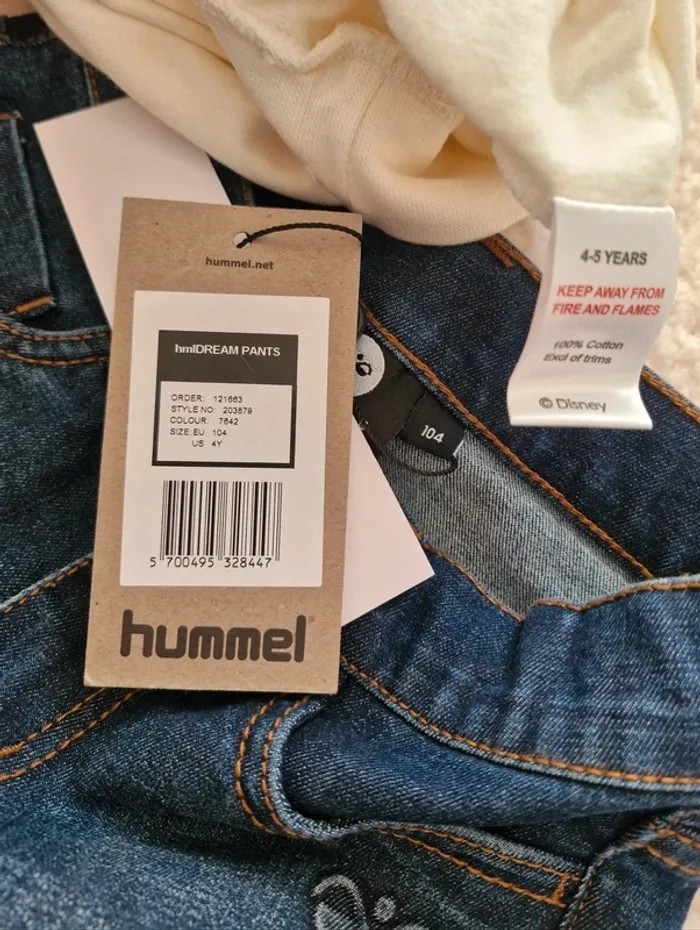 hummel.net
hmlDREAM PANTS
ORDER: 121663
STYLE NO: 203879
COLOUR: 7642
SIZE: EU 104
US 4Y
5 700495 328447
hummel®
104
4-5 YEARS
KEEP AWAY FROM
FIRE AND FLAMES
100% Cotton
Excl of trims
© Disney